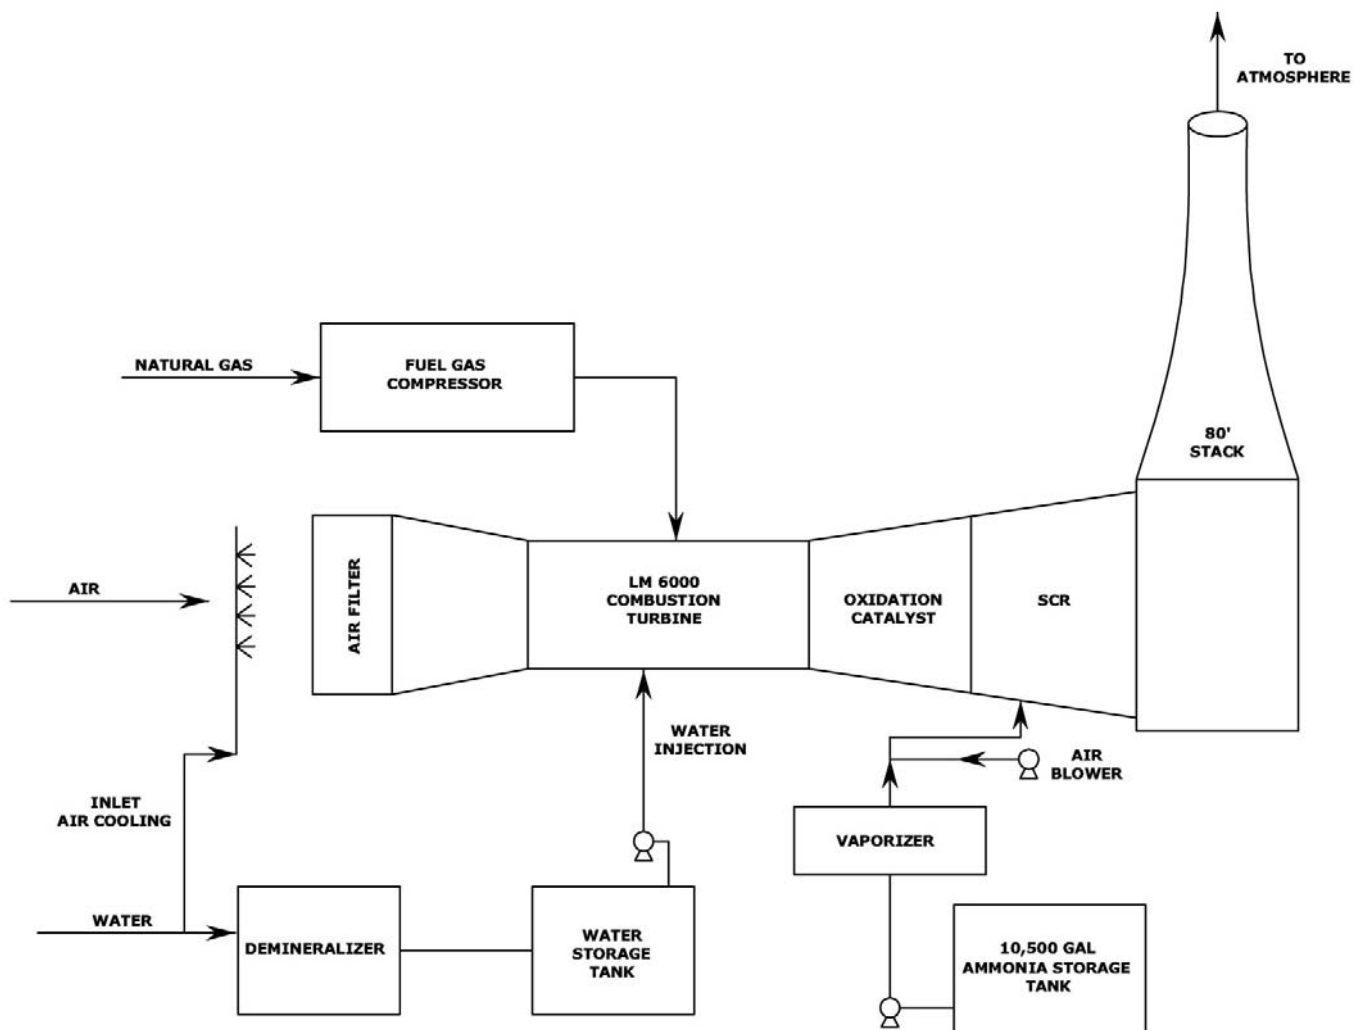 TO
ATMOSPHERE
NATURAL GAS
FUEL GAS
COMPRESSOR
80'
STACK
AIR
AIR FILTER
LM 6000
COMBUSTION
TURBINE
OXIDATION
CATALYST
SCR
WATER
INJECTION
AIR
BLOWER
INLET
AIR COOLING
VAPORIZER
WATER
DEMINERALIZER
WATER
STORAGE
TANK
10,500 GAL
AMMONIA STORAGE
TANK